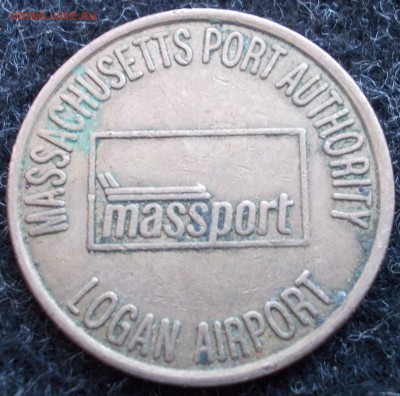 MASSACHUSETTS PORT AUTHORITY
massport
LOGAN AIRPORT